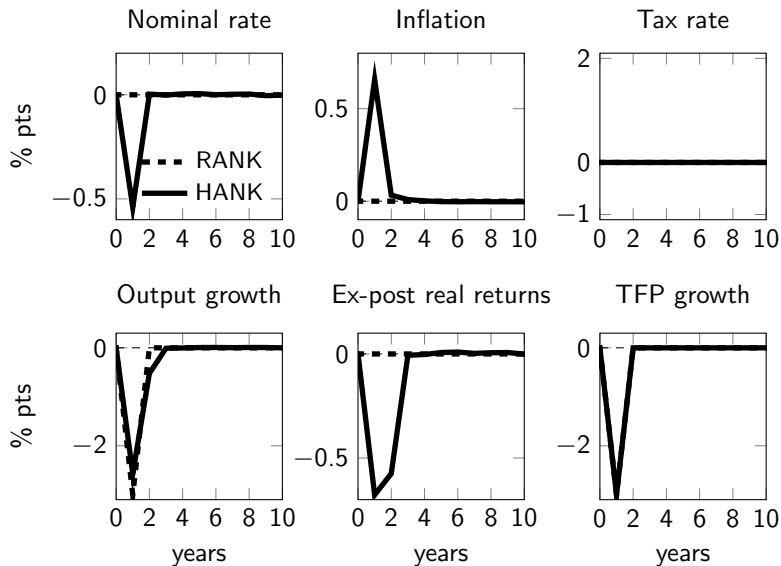 Nominal rate Inflation Tax rate
% pts
0
−0.5
RANK
HANK
0 2 4 6 8 10
0.5
0
0 2 4 6 8 10
2
0
−1
0 2 4 6 8 10
Output growth Ex-post real returns TFP growth
% pts
0
−2
0 2 4 6 8 10
years
0
−0.5
0 2 4 6 8 10
years
0
−2
0 2 4 6 8 10
years